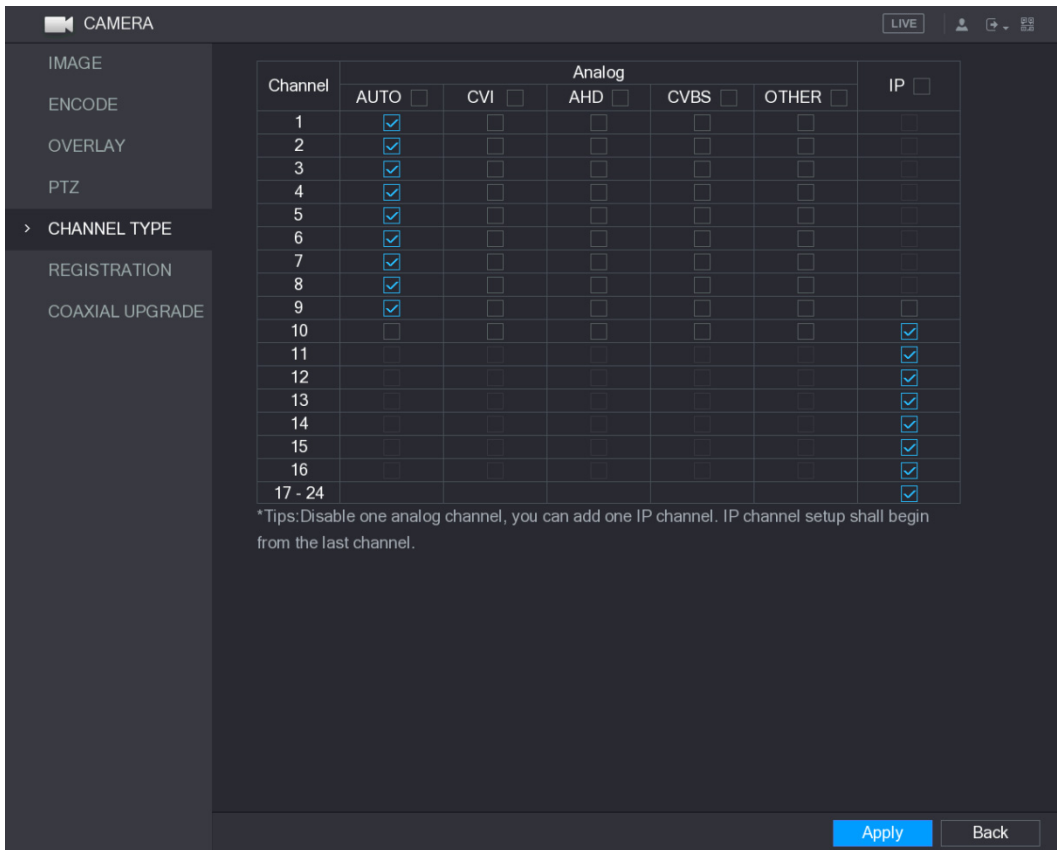 CAMERA
LIVE
IMAGE
ENCODE
OVERLAY
PTZ
> CHANNEL TYPE
REGISTRATION
COAXIAL UPGRADE
Channel Analog IP
AUTO CVI AHD CVBS OTHER
1
2
3
4
5
6
7
8
9
10
11
12
13
14
15
16
17 - 24
*Tips:Disable one analog channel, you can add one IP channel. IP channel setup shall begin
from the last channel.
Apply Back